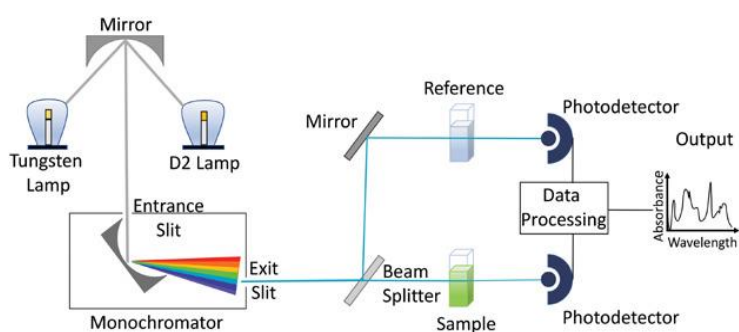 Mirror
Tungsten
Lamp
D2 Lamp
Entrance
Slit
Exit
Slit
Monochromator
Mirror
Beam
Splitter
Reference
Sample
Photodetector
Data
Processing
Photodetector
Output
Absorbance
Wavelength